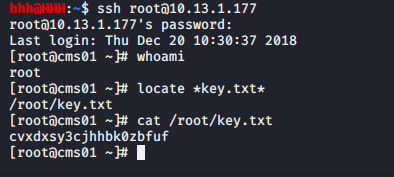 hhh@HHH:~$ ssh root@10.13.1.177
root@10.13.1.177's password:
Last login: Thu Dec 20 10:30:37 2018
[root@cms01 ~]# whoami
root
[root@cms01 ~]# locate *key.txt*
/root/key.txt
[root@cms01 ~]# cat /root/key.txt
cvxdxsy3cjhhbk0zbfuf
[root@cms01 ~]#